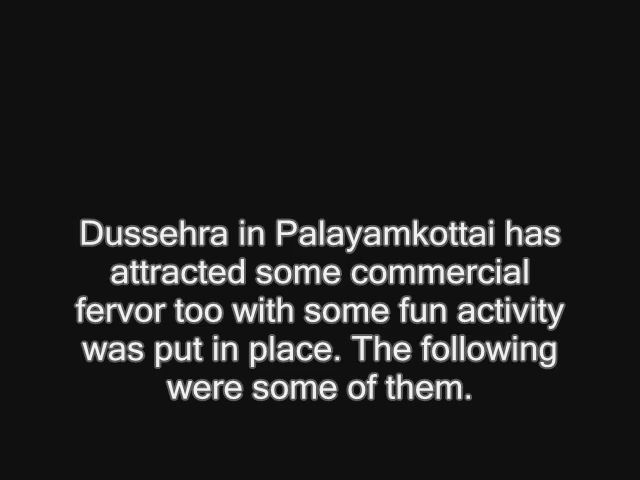 Dussehra in Palayamkottai has
attracted some commercial
fervor too with some fun activity
was put in place. The following
were some of them.